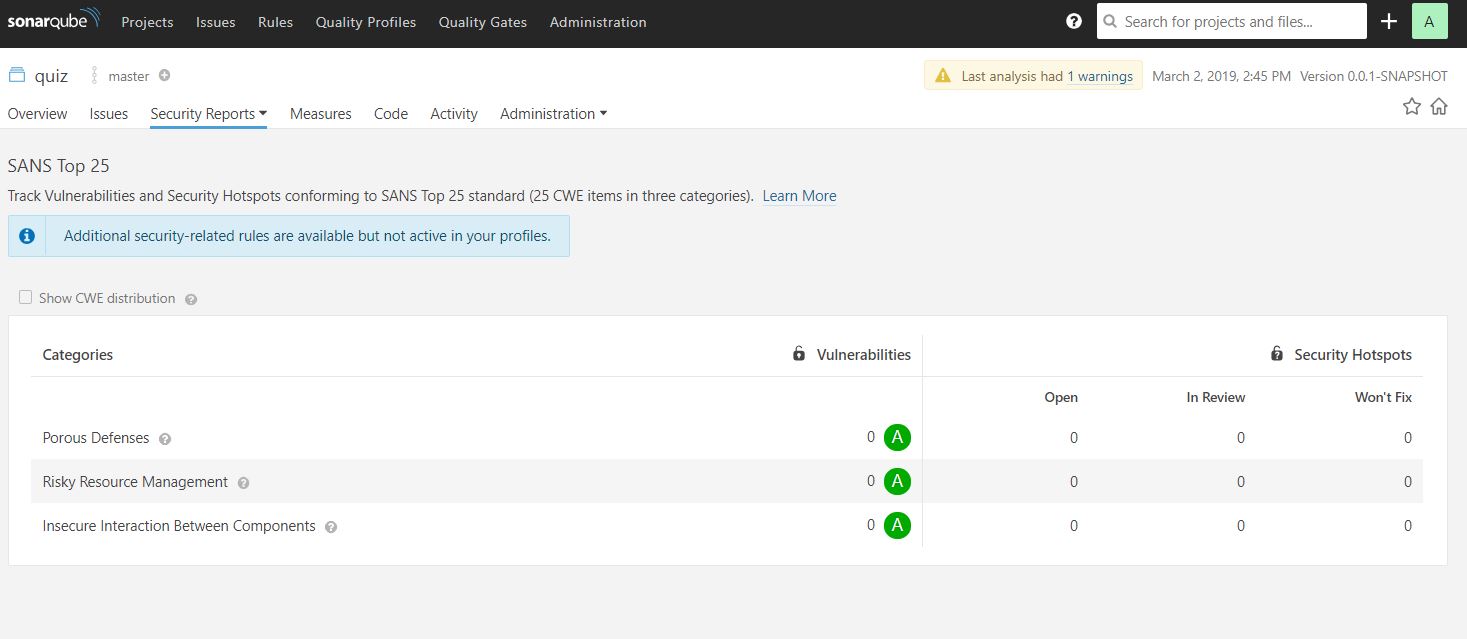 sonarqube Projects Issues Rules Quality Profiles Quality Gates Administration ? Search for projects and files... + A
quiz master Last analysis had 1 warnings March 2, 2019, 2:45 PM Version 0.0.1-SNAPSHOT
Overview Issues Security Reports Measures Code Activity Administration
SANS Top 25
Track Vulnerabilities and Security Hotspots conforming to SANS Top 25 standard (25 CWE items in three categories). Learn More
Additional security-related rules are available but not active in your profiles.
Show CWE distribution ?
Categories Vulnerabilities Security Hotspots
Open In Review Won't Fix
Porous Defenses ? 0 A 0 0 0
Risky Resource Management ? 0 A 0 0 0
Insecure Interaction Between Components ? 0 A 0 0 0